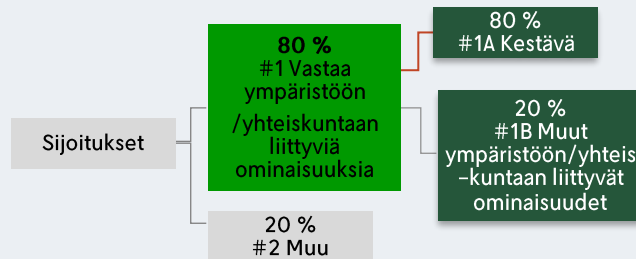 Sijoitukset
80 %
#1 Vastaa
ympäristöön
/yhteiskuntaan
liittyviä
ominaisuuksia
20 %
#2 Muu
80 %
#1A Kestävä
20 %
#1B Muut
ympäristöön/yhteis
–kuntaan liittyvät
ominaisuudet